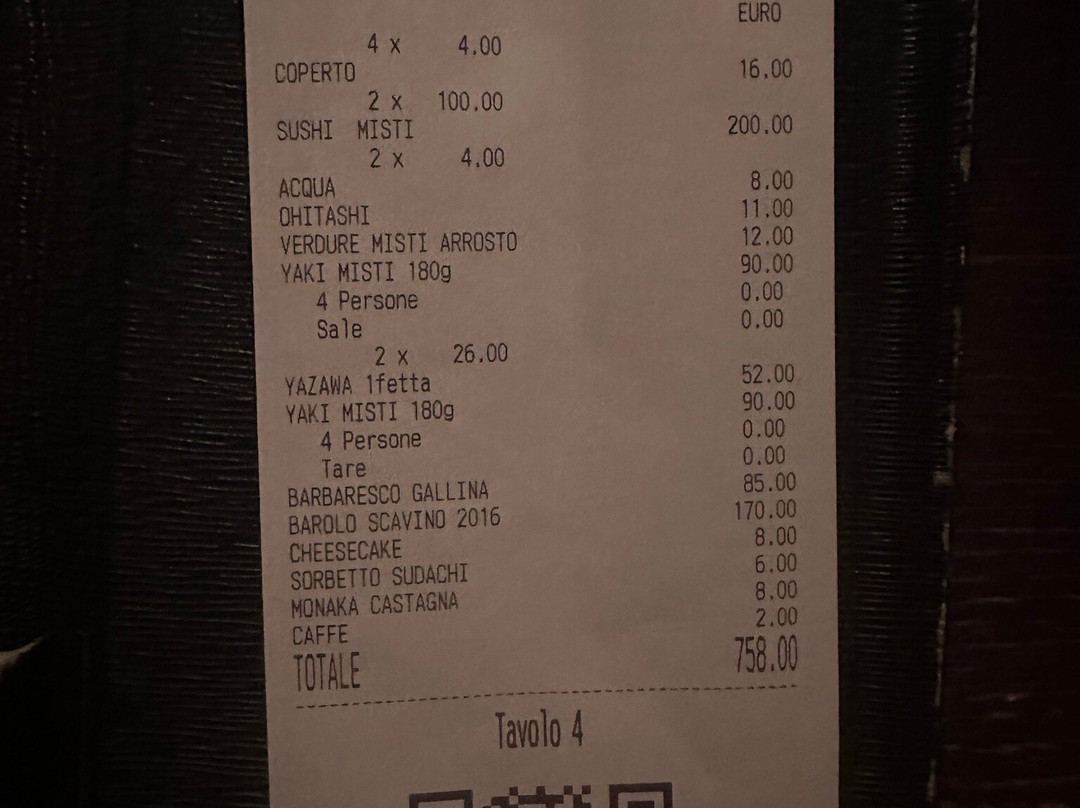 EURO
4 x 4.00
COPERTO 16.00
2 x 100.00
SUSHI MISTI 200.00
2 x 4.00
ACQUA 8.00
OHITASHI 11.00
VERDURE MISTI ARROSTO 12.00
YAKI MISTI 180g 90.00
4 Persone 0.00
Sale 0.00
2 x 26.00
YAZAWA 1fetta 52.00
YAKI MISTI 180g 90.00
4 Persone 0.00
Tare 0.00
BARBARESCO GALLINA 85.00
BAROLO SCAVINO 2016 170.00
CHEESECAKE 8.00
SORBETTO SUDACHI 6.00
MONAKA CASTAGNA 8.00
CAFFE 2.00
TOTALE 758.00
Tavolo 4